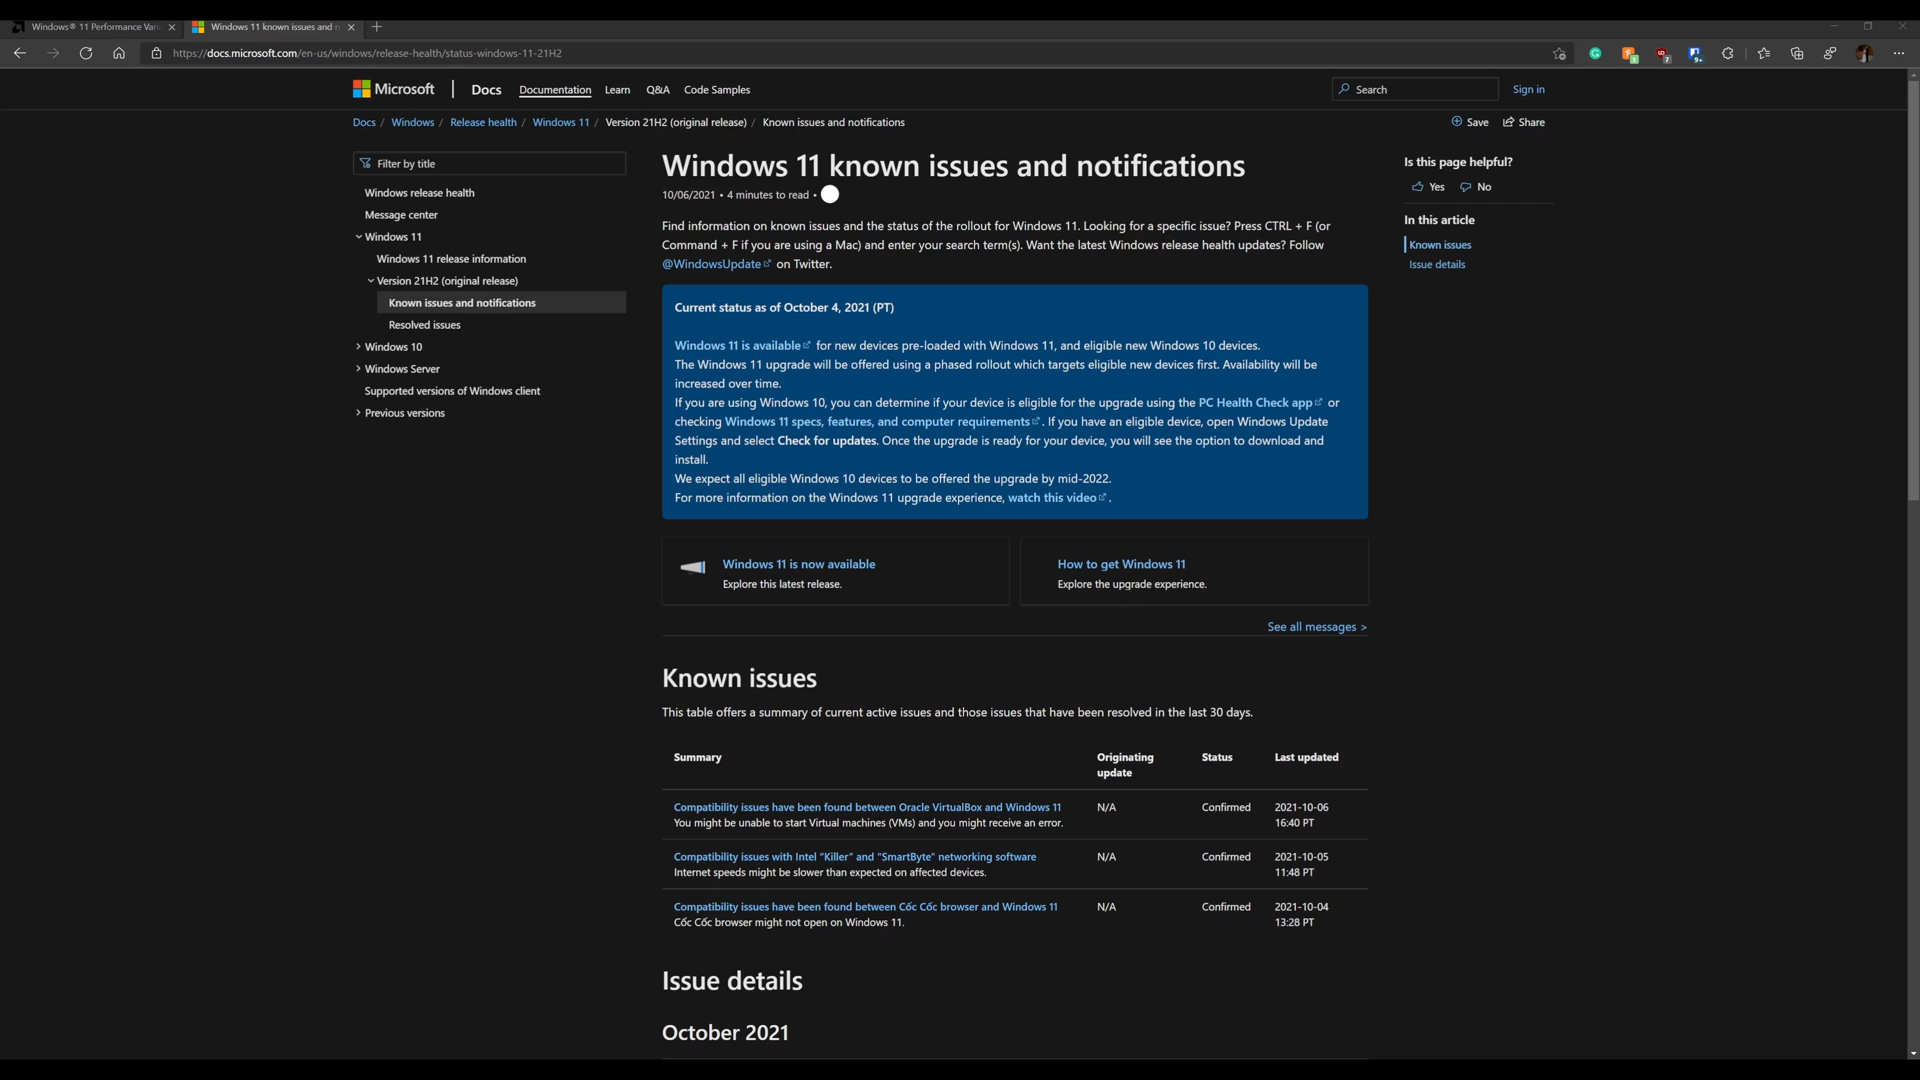 Windows® 11 Performance Vari
Windows 11 known issues and n
https://docs.microsoft.com/en-us/windows/release-health/status-windows-11-21H2
1
7
9+
Microsoft
Docs
Documentation
Learn
Q&A
Code Samples
Search
Sign in
Docs / Windows / Release health / Windows 11 / Version 21H2 (original release) / Known issues and notifications
Save
Share
Filter by title
Windows release health
Message center
Windows 11
Windows 11 release information
Version 21H2 (original release)
Known issues and notifications
Resolved issues
Windows 10
Windows Server
Supported versions of Windows client
Previous versions
Windows 11 known issues and notifications
10/06/2021 • 4 minutes to read •
Find information on known issues and the status of the rollout for Windows 11. Looking for a specific issue? Press CTRL + F (or
Command + F if you are using a Mac) and enter your search term(s). Want the latest Windows release health updates? Follow
@WindowsUpdate on Twitter.
Current status as of October 4, 2021 (PT)
Windows 11 is available for new devices pre-loaded with Windows 11, and eligible new Windows 10 devices.
The Windows 11 upgrade will be offered using a phased rollout which targets eligible new devices first. Availability will be
increased over time.
If you are using Windows 10, you can determine if your device is eligible for the upgrade using the PC Health Check app or
checking Windows 11 specs, features, and computer requirements . If you have an eligible device, open Windows Update
Settings and select Check for updates. Once the upgrade is ready for your device, you will see the option to download and
install.
We expect all eligible Windows 10 devices to be offered the upgrade by mid-2022.
For more information on the Windows 11 upgrade experience, watch this video .
Windows 11 is now available
Explore this latest release.
How to get Windows 11
Explore the upgrade experience.
See all messages >
Known issues
This table offers a summary of current active issues and those issues that have been resolved in the last 30 days.
Summary
Originating
update
Status
Last updated
Compatibility issues have been found between Oracle VirtualBox and Windows 11
You might be unable to start Virtual machines (VMs) and you might receive an error.
N/A
Confirmed
2021-10-06
16:40 PT
Compatibility issues with Intel “Killer” and "SmartByte" networking software
Internet speeds might be slower than expected on affected devices.
N/A
Confirmed
2021-10-05
11:48 PT
Compatibility issues have been found between Cốc Cốc browser and Windows 11
Cốc Cốc browser might not open on Windows 11.
N/A
Confirmed
2021-10-04
13:28 PT
Issue details
October 2021
Is this page helpful?
Yes
No
In this article
Known issues
Issue details